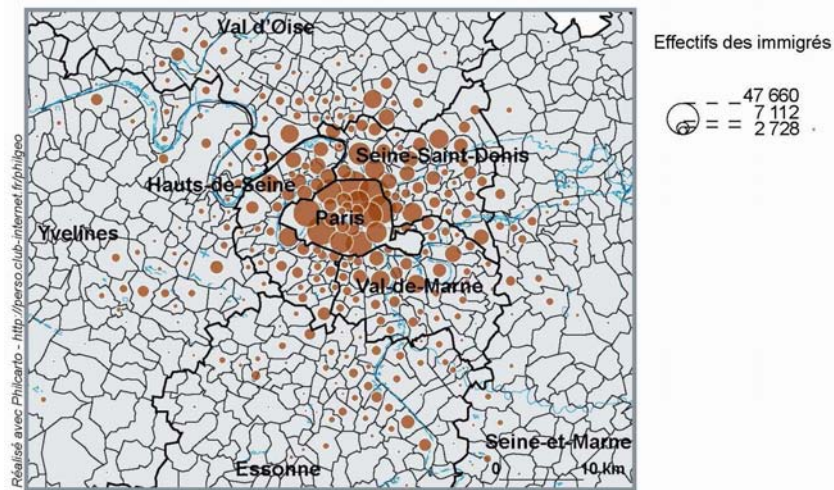 Val d'Oise
Effectifs des immigrés
47 660
7 112
2 728
Seine-Saint-Denis
Hauts-de-Seine
Paris
Yvelines
Val-de-Marne
Seine-et-Marne
Essonne
0 10 km
Réalisé avec Philcarto - http://perso.club-internet.fr/philgeo